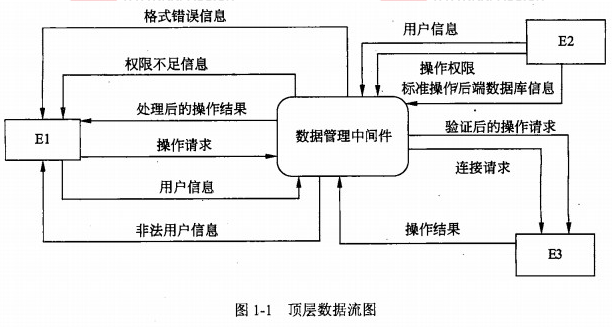 格式错误信息
用户信息
E2
权限不足信息
操作权限
标准操作后端数据库信息
处理后的操作结果
E1
数据管理中间件
验证后的操作请求
操作请求
连接请求
用户信息
非法用户信息
操作结果
E3
图 1-1 顶层数据流图